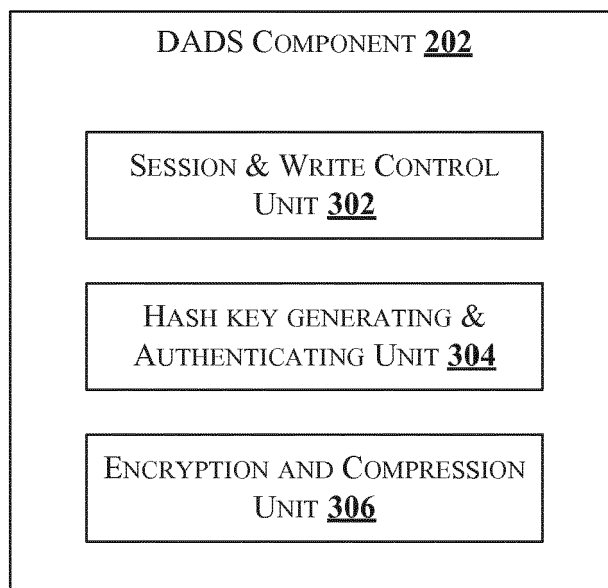 DADS COMPONENT 202
SESSION & WRITE CONTROL
UNIT 302
HASH KEY GENERATING &
AUTHENTICATING UNIT 304
ENCRYPTION AND COMPRESSION
UNIT 306